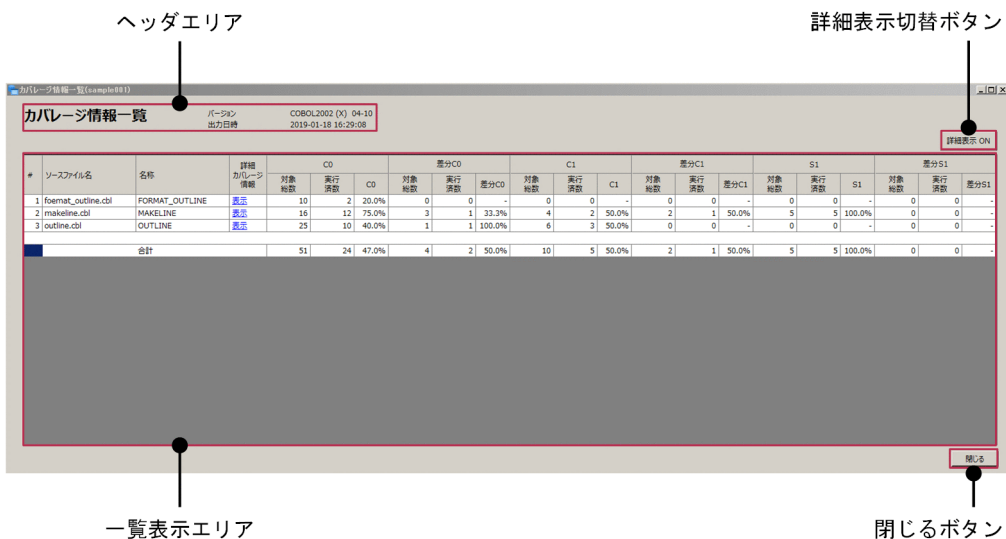 ヘッダエリア
詳細表示切替ボタン
カバレージ情報一覧(sample001)
カバレージ情報一覧
バージョン COBOL2002 (X) 04-10
出力日時 2019-01-18 16:29:08
詳細表示 ON
# ソースファイル名 名称 詳細カバレージ情報 C0 差分C0 C1 差分C1 S1 差分S1
対象総数 実行済数 C0 対象総数 実行済数 差分C0 対象総数 実行済数 C1 対象総数 実行済数 差分C1 対象総数 実行済数 S1 対象総数 実行済数 差分S1
1 foemat_outline.cbl FORMAT_OUTLINE 表示 10 2 20.0% 0 0 - 0 0 - 0 0 - 0 0 - 0 0 -
2 makeline.cbl MAKELINE 表示 16 12 75.0% 3 1 33.3% 4 2 50.0% 2 1 50.0% 5 5 100.0% 0 0 -
3 outline.cbl OUTLINE 表示 25 10 40.0% 1 1 100.0% 6 3 50.0% 0 0 - 0 0 - 0 0 -
合計 51 24 47.0% 4 2 50.0% 10 5 50.0% 2 1 50.0% 5 5 100.0% 0 0 -
閉じる
一覧表示エリア
閉じるボタン